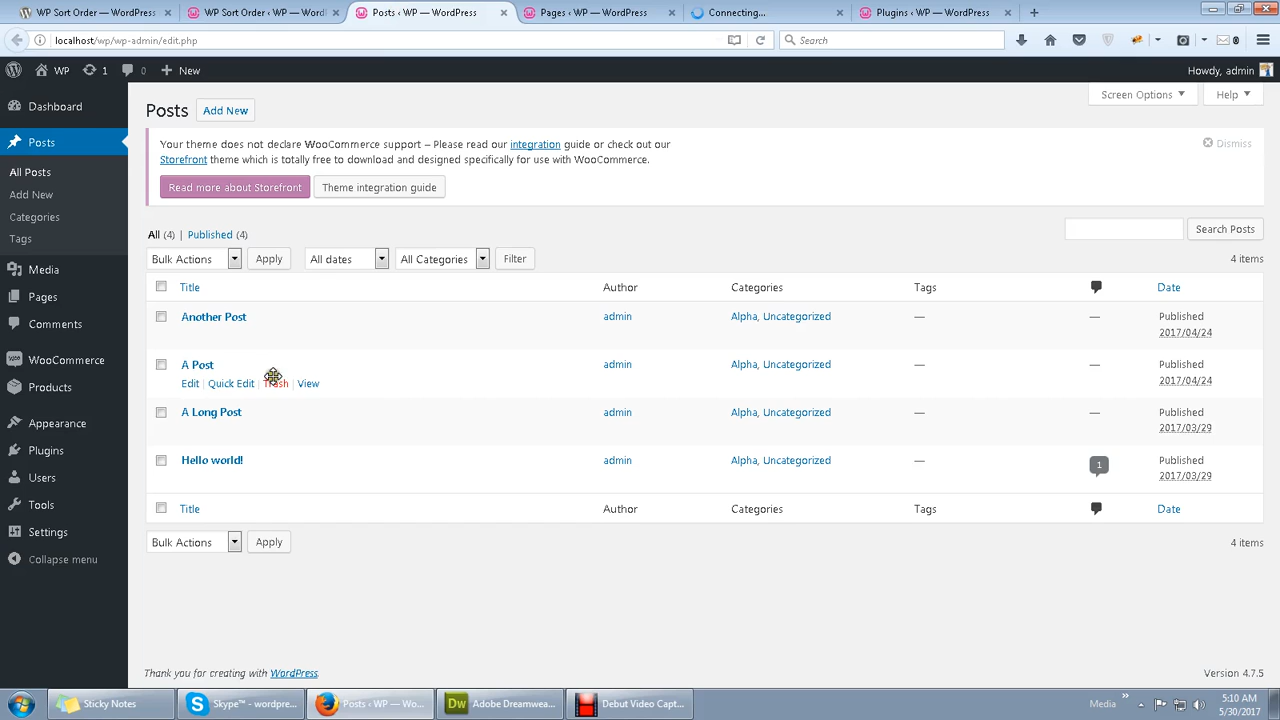 WP Sort Order ‹ WP — WordPress
WP Sort Order ‹ WP — WordP
Posts ‹ WP — WordPress
Pages ‹ WP — WordPress
Connecting...
Plugins ‹ WP — WordPress
localhost/wp/wp-admin/edit.php
Search
0
WP 1 0 + New
Howdy, admin
Dashboard
Posts
All Posts
Add New
Categories
Tags
Media
Pages
Comments
WooCommerce
Products
Appearance
Plugins
Users
Tools
Settings
Collapse menu
Screen Options
Help
Posts Add New
Your theme does not declare WooCommerce support – Please read our integration guide or check out our
Storefront theme which is totally free to download and designed specifically for use with WooCommerce.
Dismiss
Read more about Storefront Theme integration guide
All (4) | Published (4)
Search Posts
Bulk Actions Apply All dates All Categories Filter
4 items
Title Author Categories Tags Date
Another Post admin Alpha, Uncategorized — — Published
2017/04/24
A Post admin Alpha, Uncategorized — — Published
2017/04/24
Edit | Quick Edit | Trash | View
A Long Post admin Alpha, Uncategorized — — Published
2017/03/29
Hello world! admin Alpha, Uncategorized — 1 Published
2017/03/29
Title Author Categories Tags Date
Bulk Actions Apply
4 items
Thank you for creating with WordPress.
Version 4.7.5
Sticky Notes
Skype™ - wordpre...
Posts ‹ WP — Wo...
Adobe Dreamwea...
Debut Video Capt...
Media
5:10 AM
5/30/2017